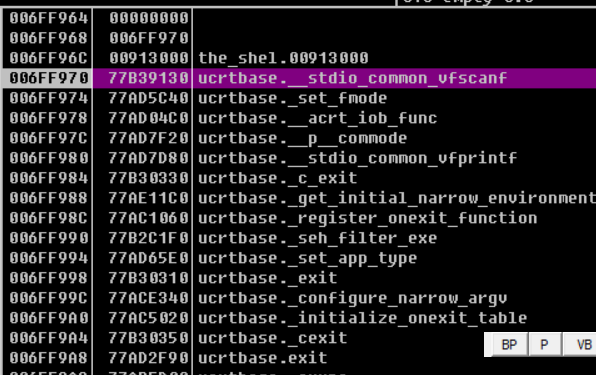 006FF964 00000000
006FF968 006FF970
006FF96C 00913000 the_shel.00913000
006FF970 77B39130 ucrtbase.__stdio_common_vfscanf
006FF974 77AD5C40 ucrtbase._set_fmode
006FF978 77AD04C0 ucrtbase.__acrt_iob_func
006FF97C 77AD7F20 ucrtbase.__p__commode
006FF980 77AD7D80 ucrtbase.__stdio_common_vfprintf
006FF984 77B30330 ucrtbase._c_exit
006FF988 77AE11C0 ucrtbase._get_initial_narrow_environment
006FF98C 77AC1060 ucrtbase._register_onexit_function
006FF990 77B2C1F0 ucrtbase._seh_filter_exe
006FF994 77AD65E0 ucrtbase._set_app_type
006FF998 77B30310 ucrtbase._exit
006FF99C 77ACE340 ucrtbase._configure_narrow_argv
006FF9A0 77AC5020 ucrtbase._initialize_onexit_table
006FF9A4 77B30350 ucrtbase._cexit
BP P VB
006FF9A8 77AD2F90 ucrtbase.exit